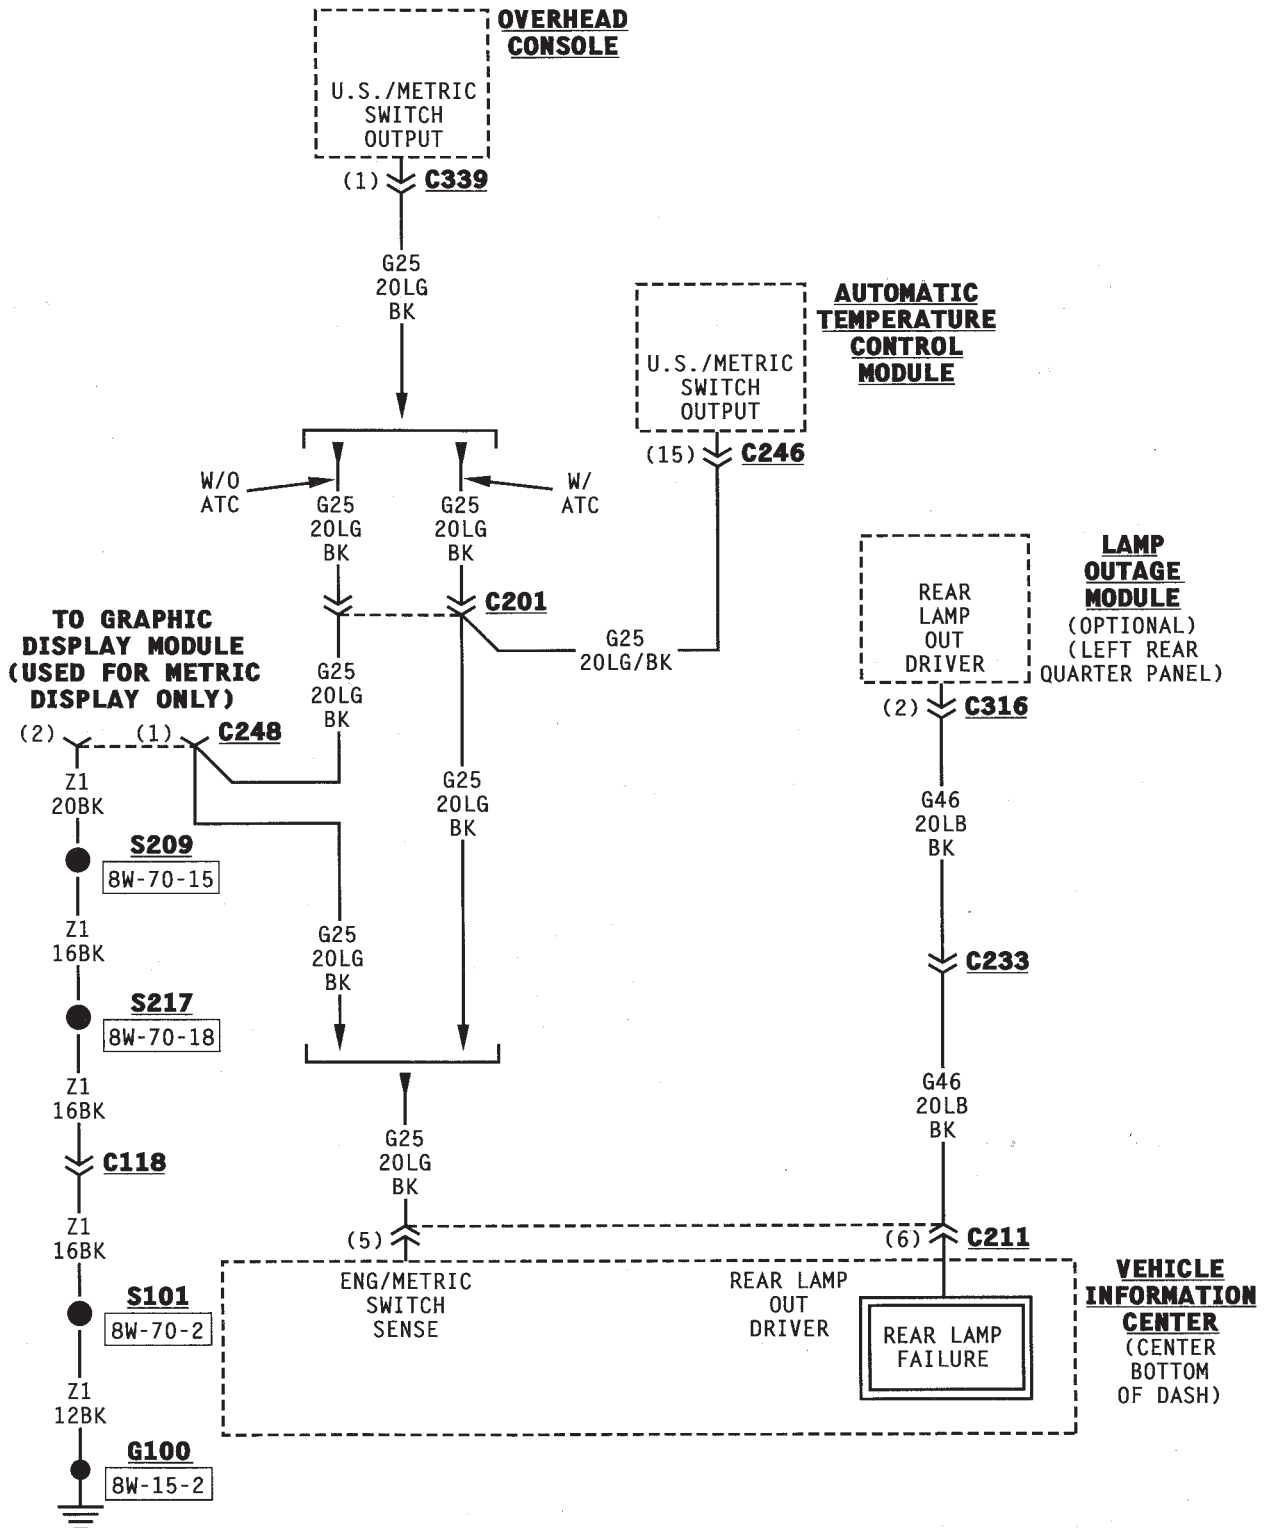 OVERHEAD
CONSOLE
U.S./METRIC
SWITCH
OUTPUT
(1)
C339
G25
20LG
BK
AUTOMATIC
TEMPERATURE
CONTROL
MODULE
U.S./METRIC
SWITCH
OUTPUT
(15)
C246
W/O
ATC
W/
ATC
G25
20LG
BK
G25
20LG
BK
C201
LAMP
OUTAGE
MODULE
(OPTIONAL)
(LEFT REAR
QUARTER PANEL)
REAR
LAMP
OUT
DRIVER
(2)
C316
TO GRAPHIC
DISPLAY MODULE
(USED FOR METRIC
DISPLAY ONLY)
G25
20LG/BK
G25
20LG
BK
(2)
(1)
C248
Z1
20BK
G25
20LG
BK
G46
20LB
BK
S209
8W-70-15
Z1
16BK
G25
20LG
BK
C233
S217
8W-70-18
Z1
16BK
G46
20LB
BK
C118
G25
20LG
BK
Z1
16BK
(5)
(6)
C211
S101
8W-70-2
ENG/METRIC
SWITCH
SENSE
REAR LAMP
OUT
DRIVER
REAR LAMP
FAILURE
VEHICLE
INFORMATION
CENTER
(CENTER
BOTTOM
OF DASH)
Z1
12BK
G100
8W-15-2